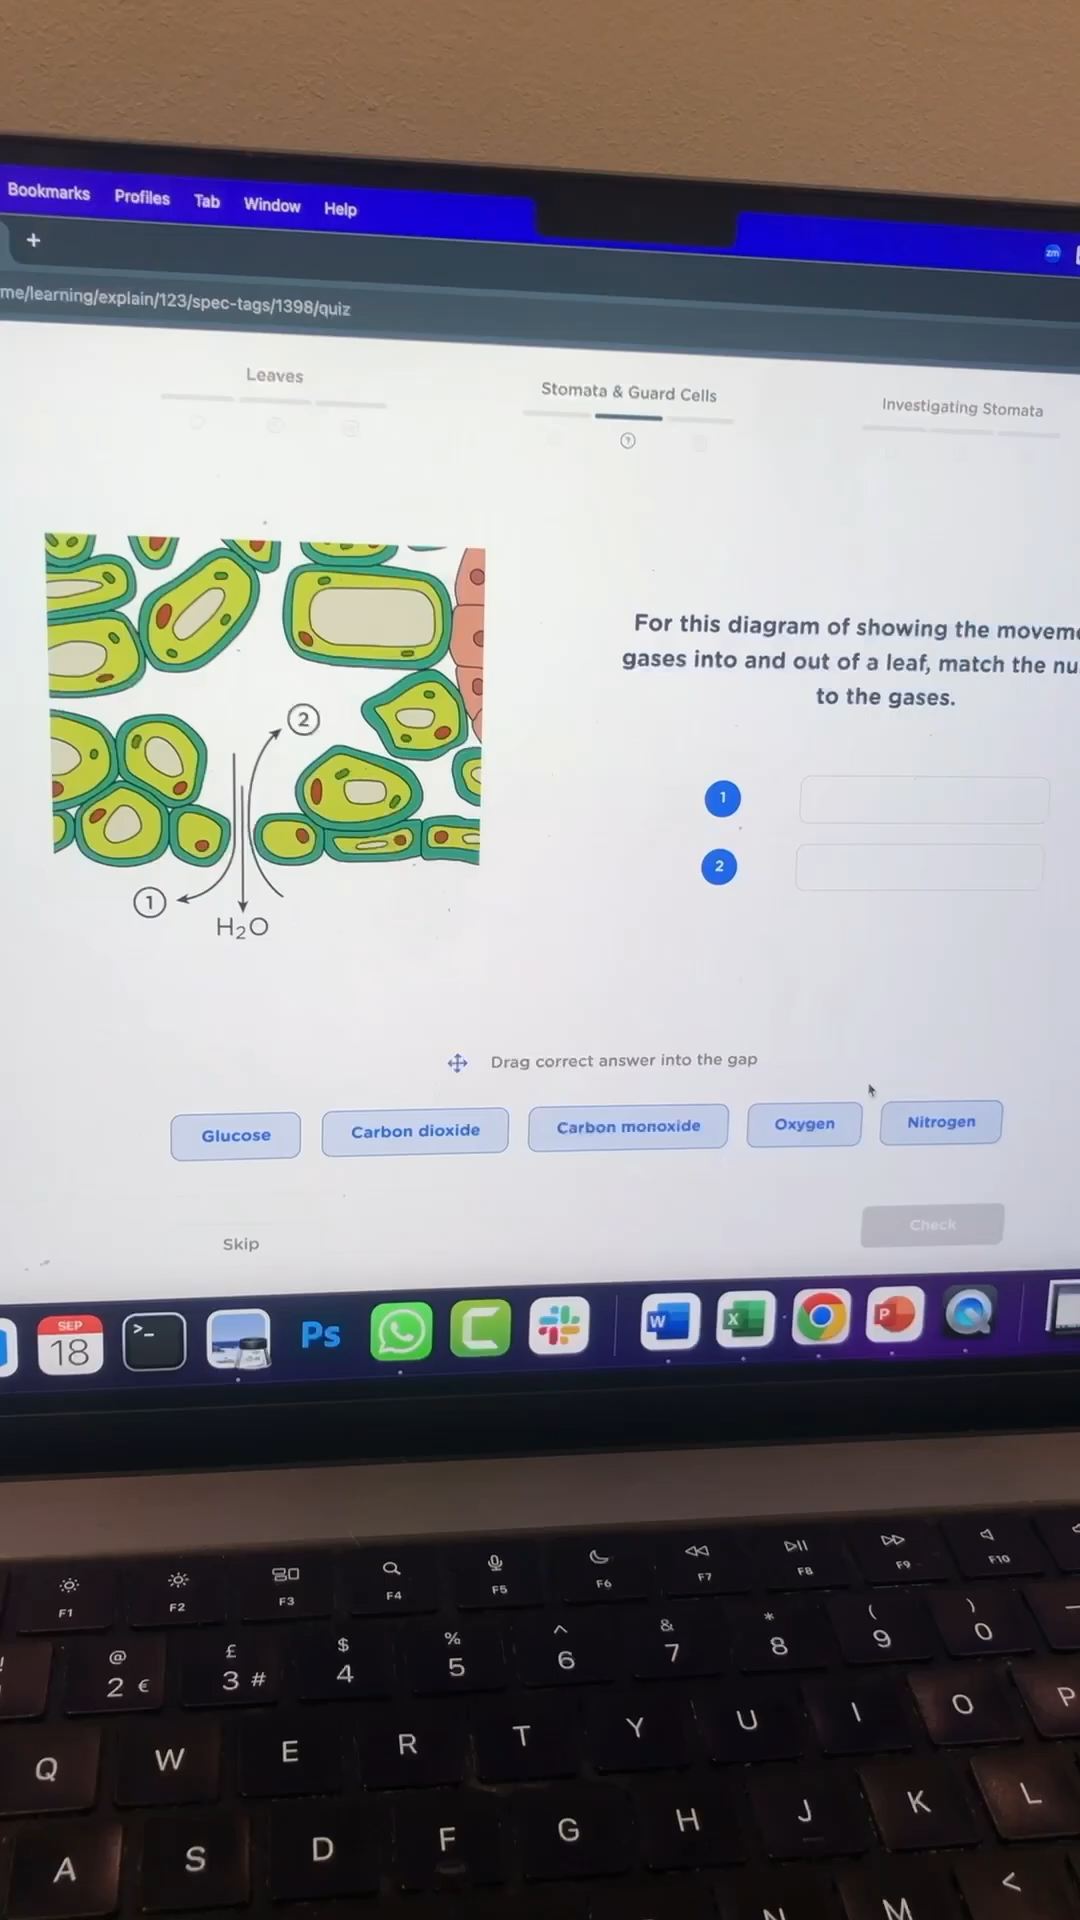 Bookmarks Profiles Tab Window Help
zm
+
me/learning/explain/123/spec-tags/1398/quiz
Leaves
Stomata & Guard Cells
Investigating Stomata
?
For this diagram of showing the moveme
gases into and out of a leaf, match the nu
to the gases.
2
1
H₂O
1
2
Drag correct answer into the gap
Glucose
Carbon dioxide
Carbon monoxide
Oxygen
Nitrogen
Skip
Check
SEP
18
>_
Ps
W
X
P
F1 F2 F3 F4 F5 F6 F7 F8 F9 F10
! @ £ $ % ^ & * ( )
2 € 3 # 4 5 6 7 8 9 0
Q W E R T Y U I O P
A S D F G H J K L
N M <